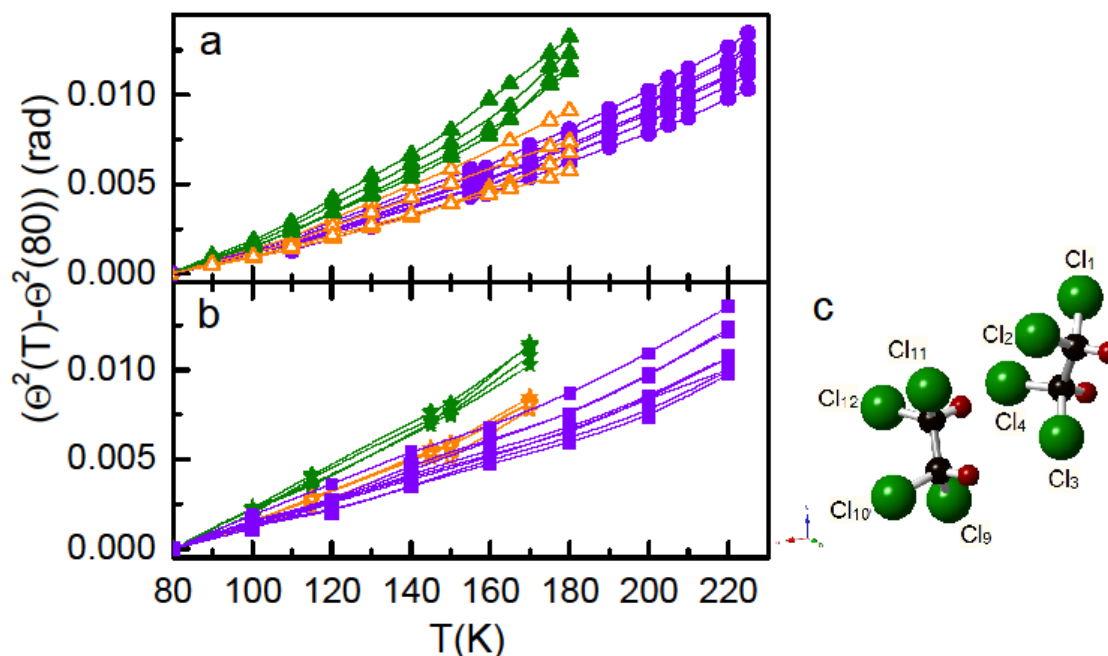 a
0.010
0.005
0.000
b
0.010
0.005
0.000
(Θ²(T)-Θ²(80)) (rad)
80 100 120 140 160 180 200 220
T(K)
c
Cl₁
Cl₂
Cl₁₁
Cl₁₂
Cl₄
Cl₃
Cl₁₀
Cl₉